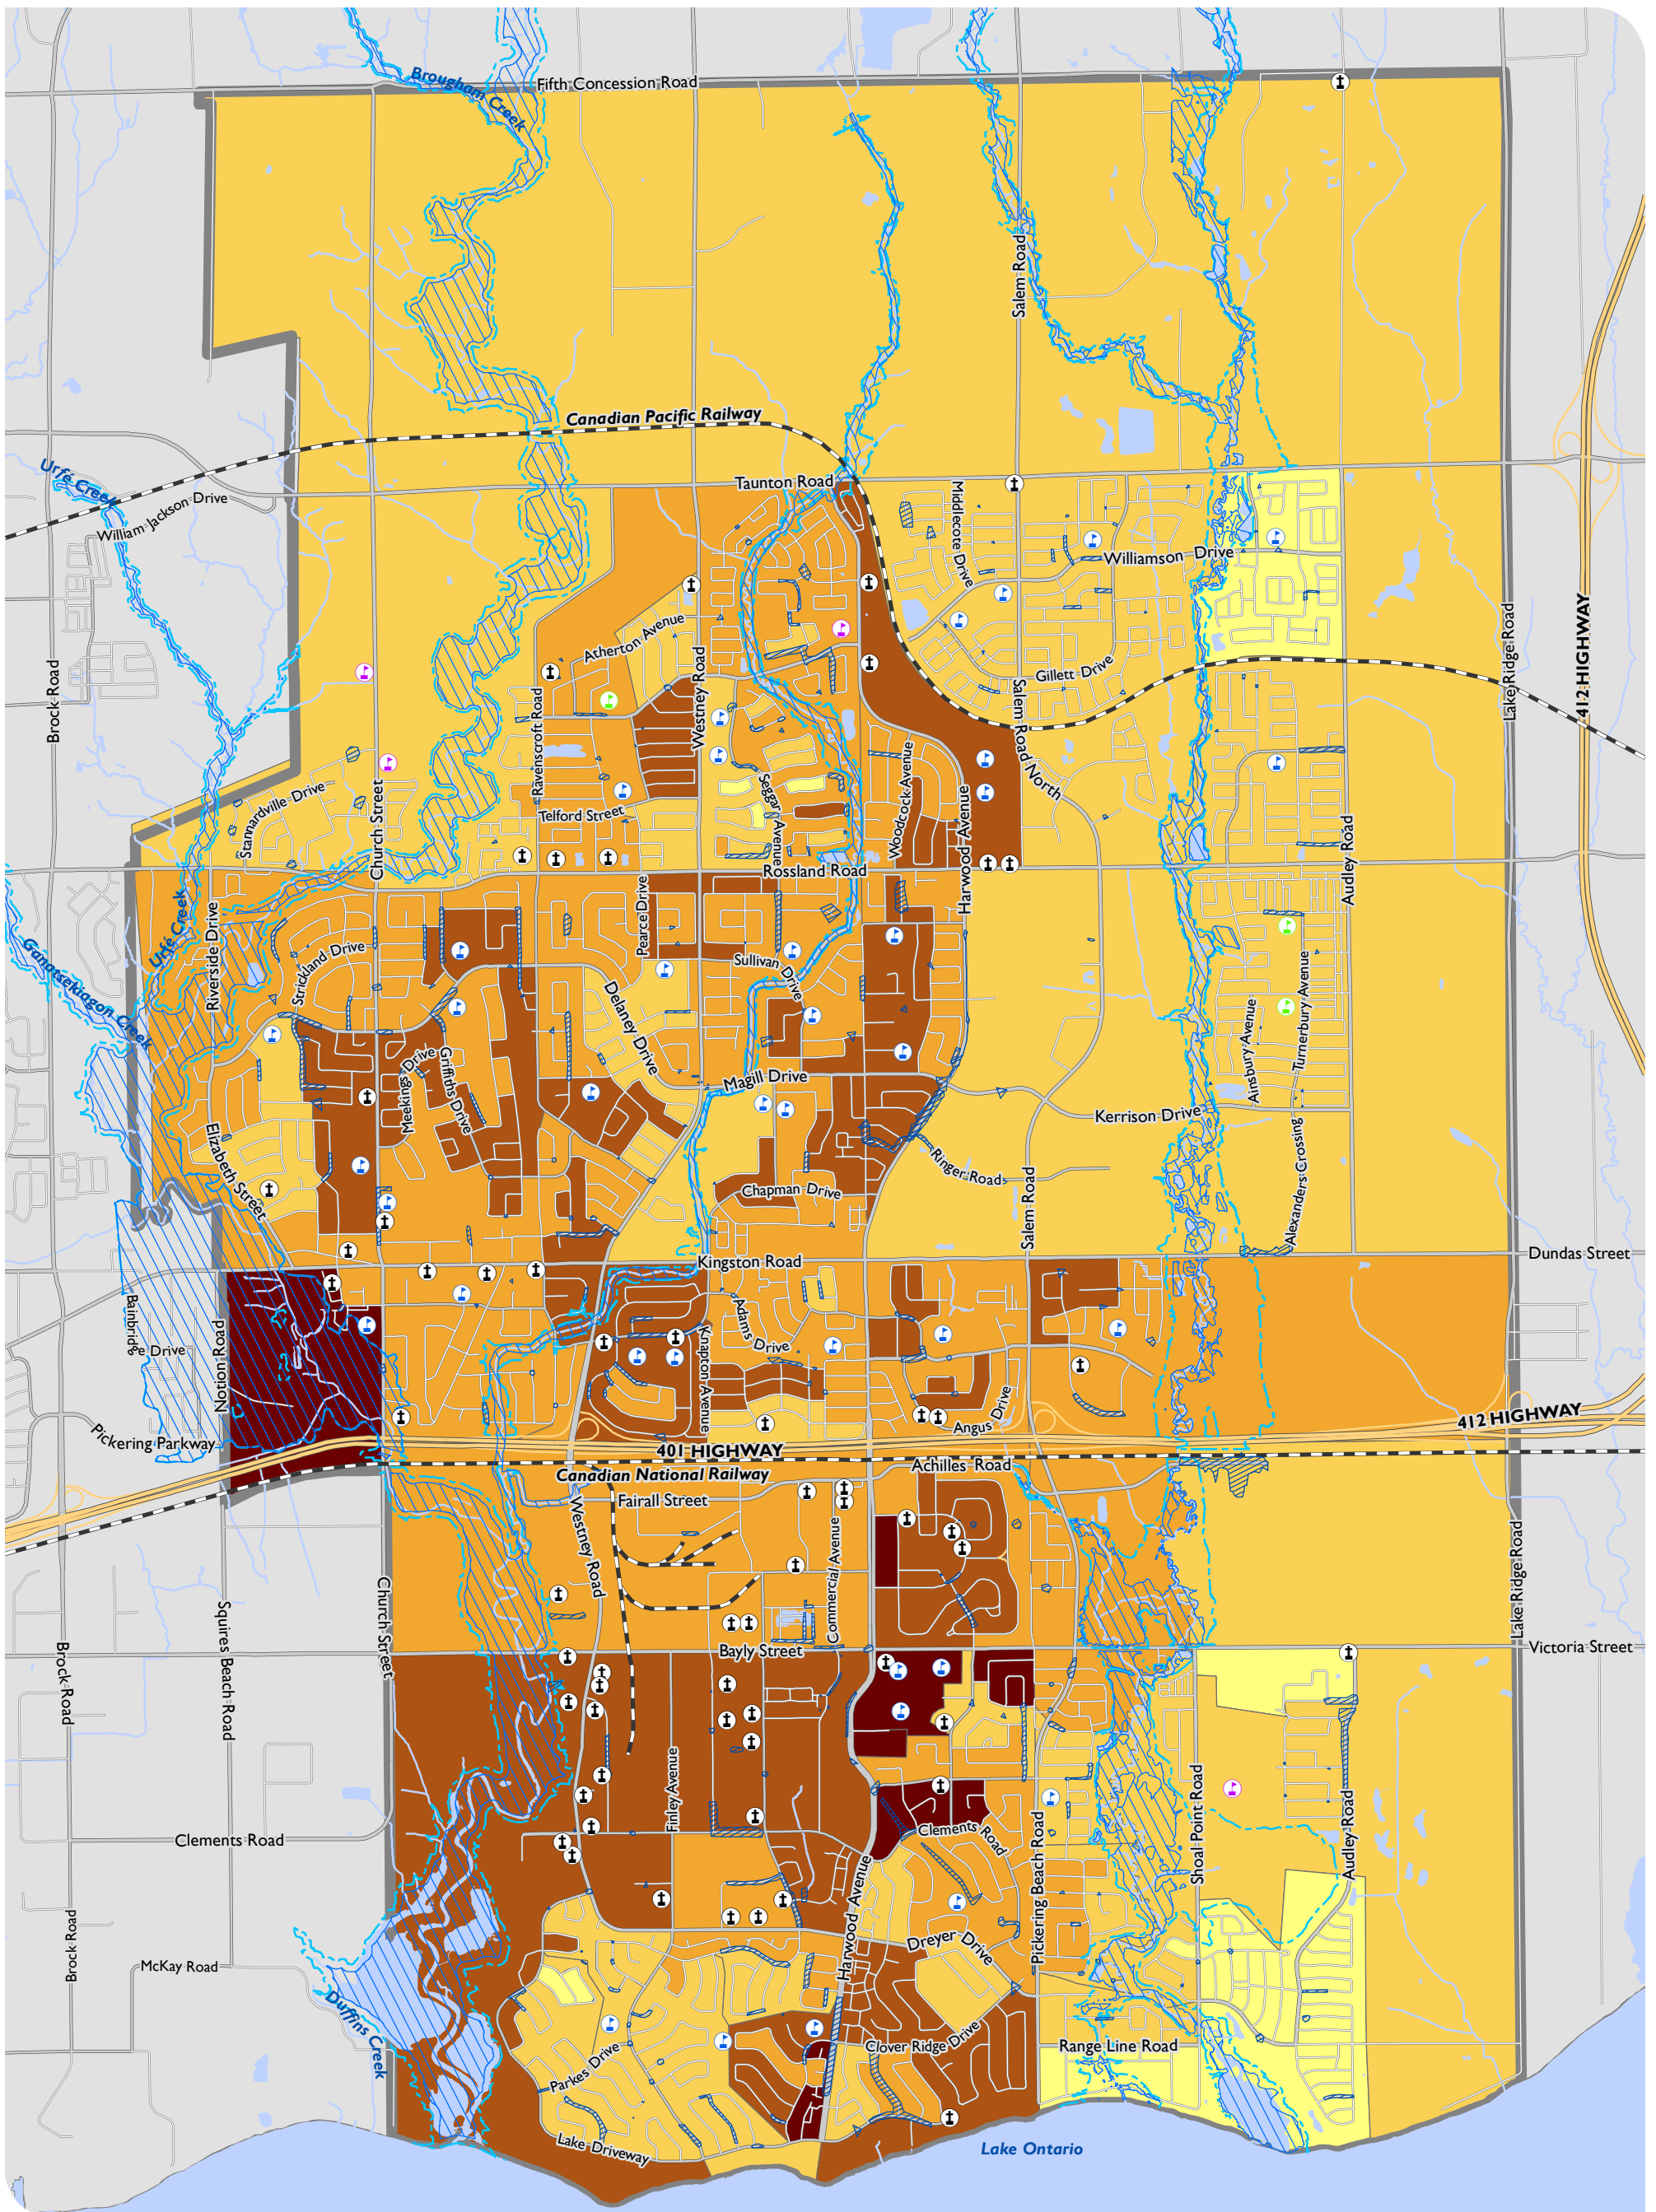 Brougham Creek
Fifth Concession Road
Salem Road
Canadian Pacific Railway
Urfé Creek
William Jackson Drive
Taunton Road
Middlecote Drive
Williamson Drive
412 HIGHWAY
Lake Ridge Road
Brock Road
Atherton Avenue
Westney Road
Gillett Drive
Ravenscroft Road
Salem Road North
Stannardville Drive
Church Street
Telford Street
Seggar Avenue
Woodcock Avenue
Harwood Avenue
Rossland Road
Audley Road
Urfé Creek
Riverside Drive
Strickland Drive
Pearce Drive
Sullivan Drive
Ganatsekiagon Creek
Delaney Drive
Ainsbury Avenue
Turnerbury Avenue
Meekings Drive
Griffiths Drive
Magill Drive
Kerrison Drive
Elizabeth Street
Ringer Road
Chapman Drive
Salem Road
Alexanders Crossing
Dundas Street
Kingston Road
Bainbridge Drive
Notion Road
Adams Drive
Knapton Avenue
Angus Drive
Pickering Parkway
412 HIGHWAY
401 HIGHWAY
Canadian National Railway
Achilles Road
Fairall Street
Westney Road
Commercial Avenue
Lake Ridge Road
Church Street
Squires Beach Road
Brock Road
Bayly Street
Victoria Street
Finley Avenue
Clements Road
Clements Road
Pickering Beach Road
Shoal Point Road
Audley Road
Harwood Avenue
Brock Road
McKay Road
Dreyer Drive
Duffins Creek
Parkes Drive
Clover Ridge Drive
Range Line Road
Lake Driveway
Lake Ontario